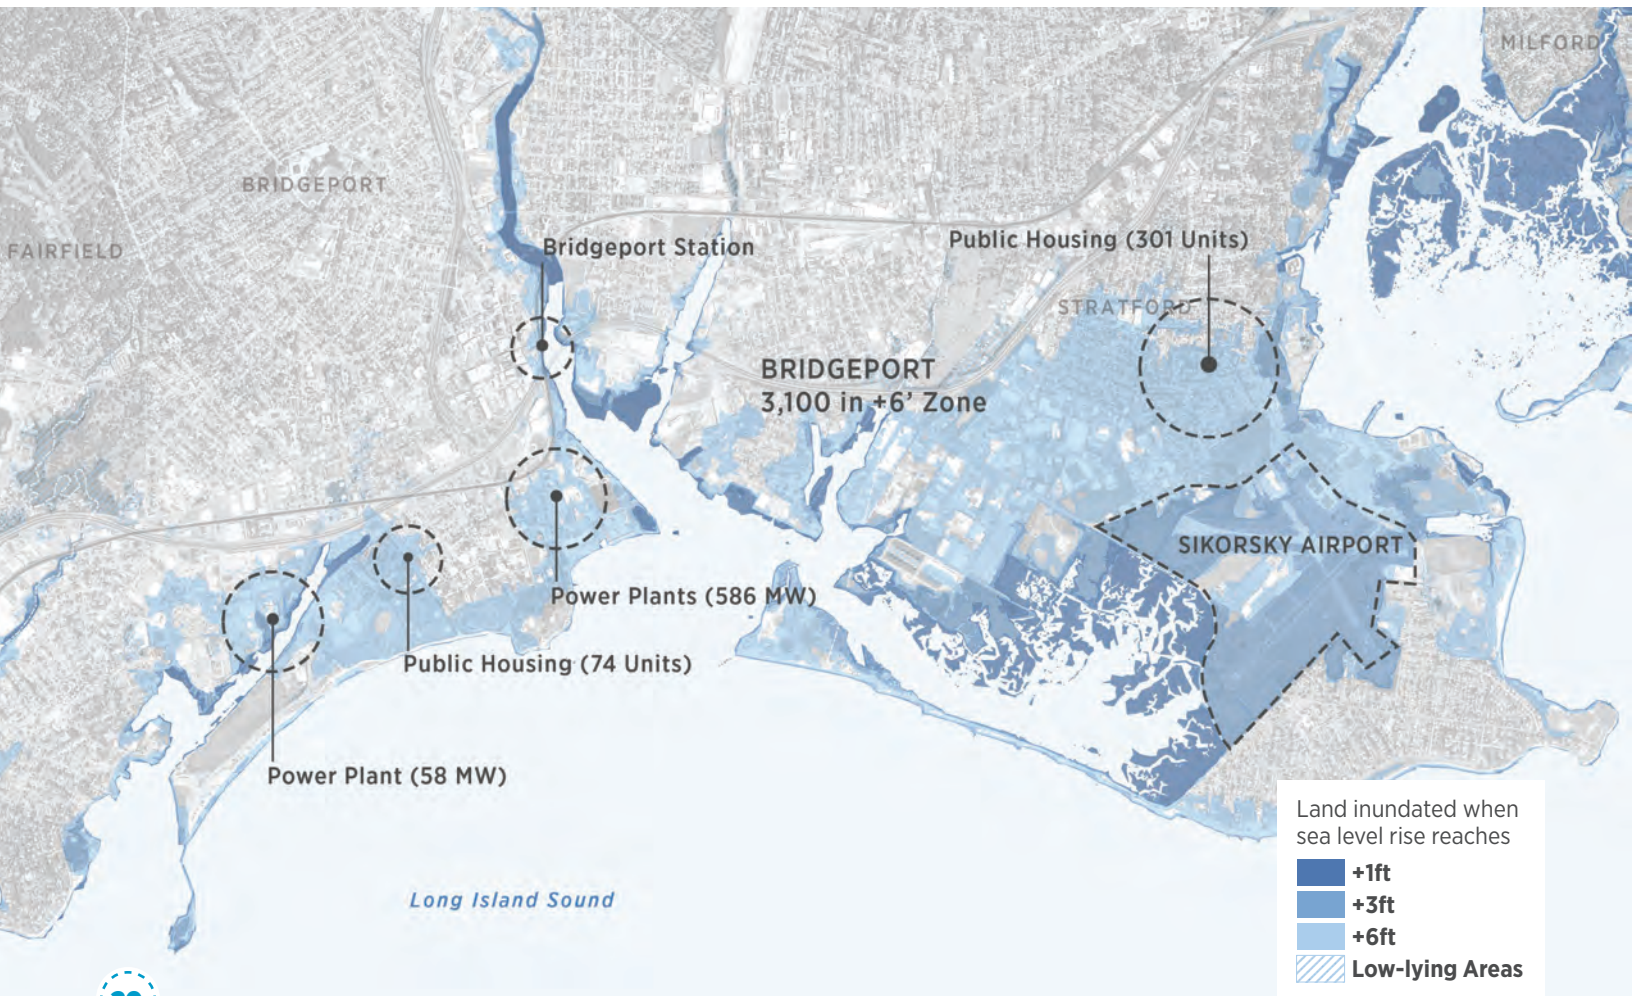 MILFORD
BRIDGEPORT
FAIRFIELD
Bridgeport Station
Public Housing (301 Units)
STRATFORD
BRIDGEPORT
3,100 in +6’ Zone
SIKORSKY AIRPORT
Power Plants (586 MW)
Public Housing (74 Units)
Power Plant (58 MW)
Long Island Sound
Land inundated when
sea level rise reaches
+1ft
+3ft
+6ft
Low-lying Areas